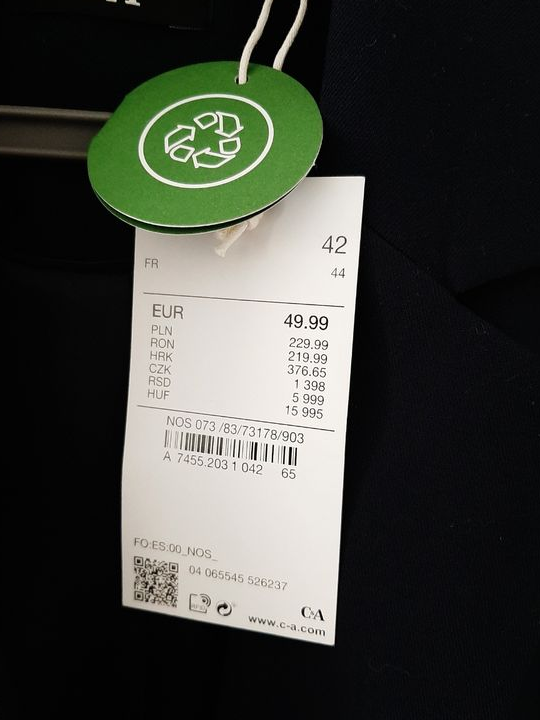 42
FR 44
EUR 49.99
PLN 229.99
RON 219.99
HRK 376.65
CZK 1 398
RSD 5 999
HUF 15 995
NOS 073 /83/73178/903
A 7455.203 1 042 65
FO:ES:00_NOS_
04 065545 526237
RFID
C&A
www.c-a.com